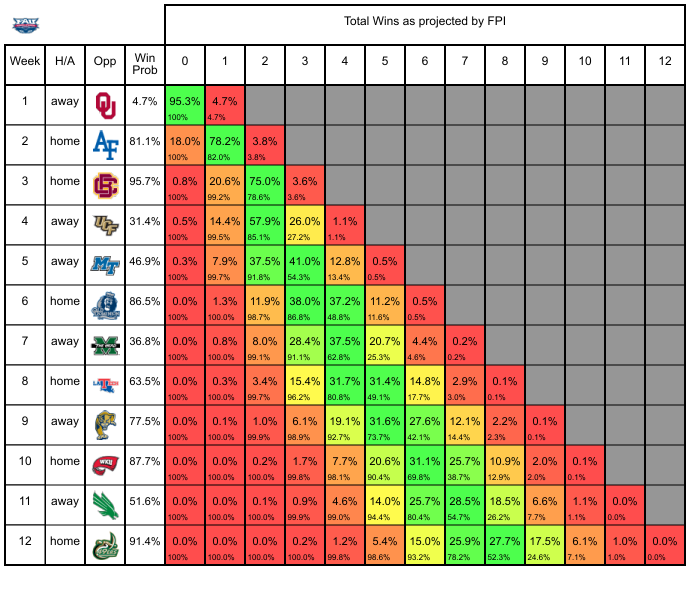 FAU
Total Wins as projected by FPI
Week H/A Opp Win Prob 0 1 2 3 4 5 6 7 8 9 10 11 12
1 away OU 4.7% 95.3% 4.7%
100% 4.7%
2 home AF 81.1% 18.0% 78.2% 3.8%
100% 82.0% 3.8%
3 home BC 95.7% 0.8% 20.6% 75.0% 3.6%
100% 99.2% 78.6% 3.6%
4 away UCF 31.4% 0.5% 14.4% 57.9% 26.0% 1.1%
100% 99.5% 85.1% 27.2% 1.1%
5 away MT 46.9% 0.3% 7.9% 37.5% 41.0% 12.8% 0.5%
100% 99.7% 91.8% 54.3% 13.4% 0.5%
6 home 86.5% 0.0% 1.3% 11.9% 38.0% 37.2% 11.2% 0.5%
100% 100.0% 98.7% 86.8% 48.8% 11.6% 0.5%
7 away M 36.8% 0.0% 0.8% 8.0% 28.4% 37.5% 20.7% 4.4% 0.2%
100% 100.0% 99.1% 91.1% 62.8% 25.3% 4.6% 0.2%
8 home LA TECH 63.5% 0.0% 0.3% 3.4% 15.4% 31.7% 31.4% 14.8% 2.9% 0.1%
100% 100.0% 99.7% 96.2% 80.8% 49.1% 17.7% 3.0% 0.1%
9 away 77.5% 0.0% 0.1% 1.0% 6.1% 19.1% 31.6% 27.6% 12.1% 2.2% 0.1%
100% 100.0% 99.9% 98.9% 92.7% 73.7% 42.1% 14.4% 2.3% 0.1%
10 home WKU 87.7% 0.0% 0.0% 0.2% 1.7% 7.7% 20.6% 31.1% 25.7% 10.9% 2.0% 0.1%
100% 100.0% 100.0% 99.8% 98.1% 90.4% 69.8% 38.7% 12.9% 2.0% 0.1%
11 away 51.6% 0.0% 0.0% 0.1% 0.9% 4.6% 14.0% 25.7% 28.5% 18.5% 6.6% 1.1% 0.0%
100% 100.0% 100.0% 99.9% 99.0% 94.4% 80.4% 54.7% 26.2% 7.7% 1.1% 0.0%
12 home 91.4% 0.0% 0.0% 0.0% 0.2% 1.2% 5.4% 15.0% 25.9% 27.7% 17.5% 6.1% 1.0% 0.0%
100% 100.0% 100.0% 100.0% 99.8% 98.6% 93.2% 78.2% 52.3% 24.6% 7.1% 1.0% 0.0%